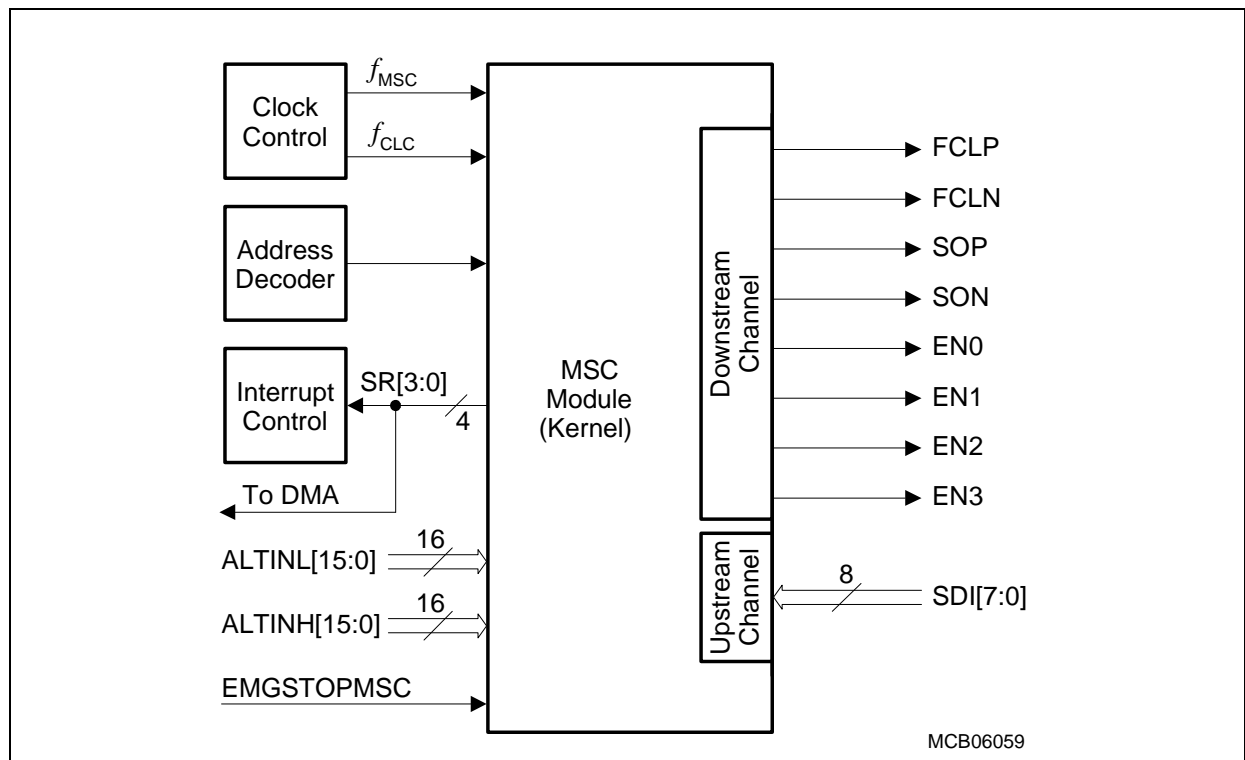 Clock
Control
fMSC
fCLC
Address
Decoder
Interrupt
Control
SR[3:0]
4
To DMA
ALTINL[15:0]
16
ALTINH[15:0]
16
EMGSTOPMSC
MSC
Module
(Kernel)
Downstream
Channel
Upstream
Channel
FCLP
FCLN
SOP
SON
EN0
EN1
EN2
EN3
8
SDI[7:0]
MCB06059